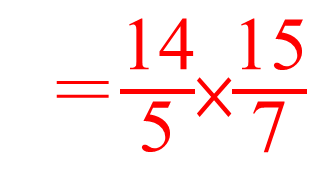 = 14/5 × 15/7